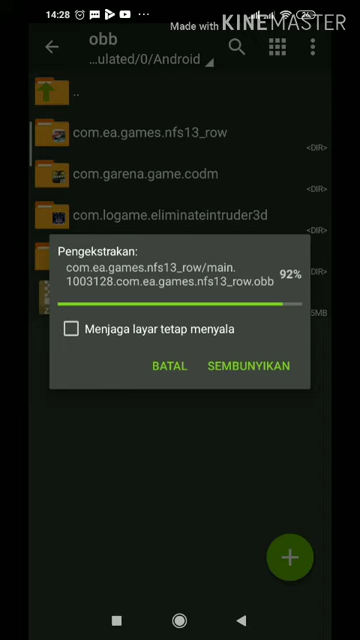 14:28
Made with KINEMASTER
obb
...ulated/0/Android
..
com.ea.games.nfs13_row
<DIR>
com.garena.game.codm
<DIR>
com.logame.eliminateintruder3d
<DIR>
Pengekstrakan:
com.ea.games.nfs13_row/main.
1003128.com.ea.games.nfs13_row.obb
92%
5MB
Menjaga layar tetap menyala
BATAL
SEMBUNYIKAN